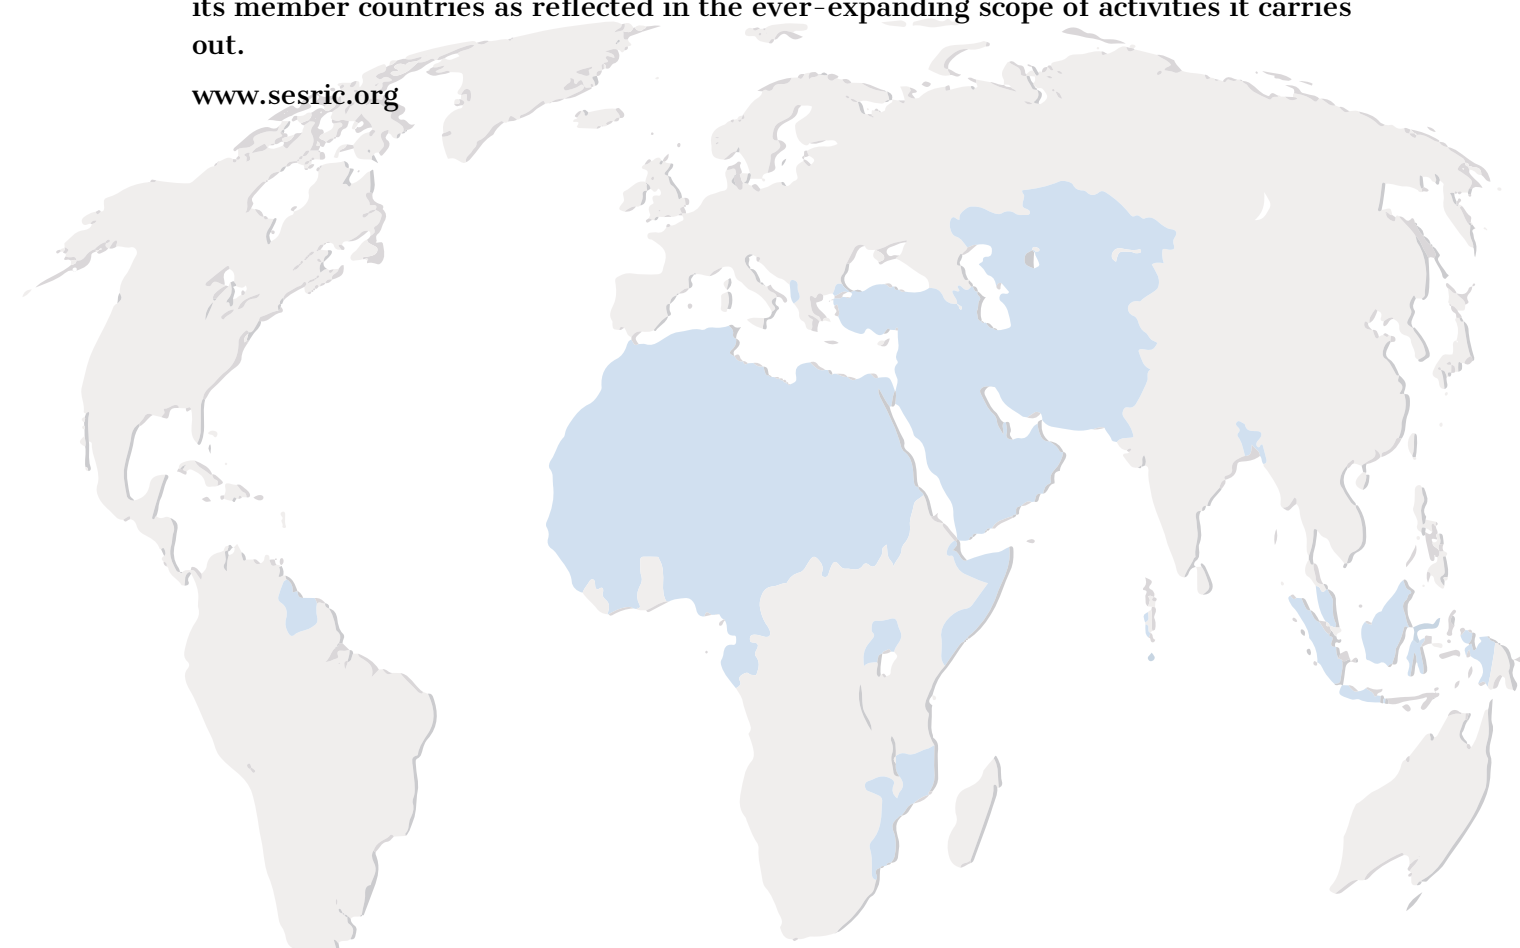 its member countries as reflected in the ever-expanding scope of activities it carries
out.
www.sesric.org